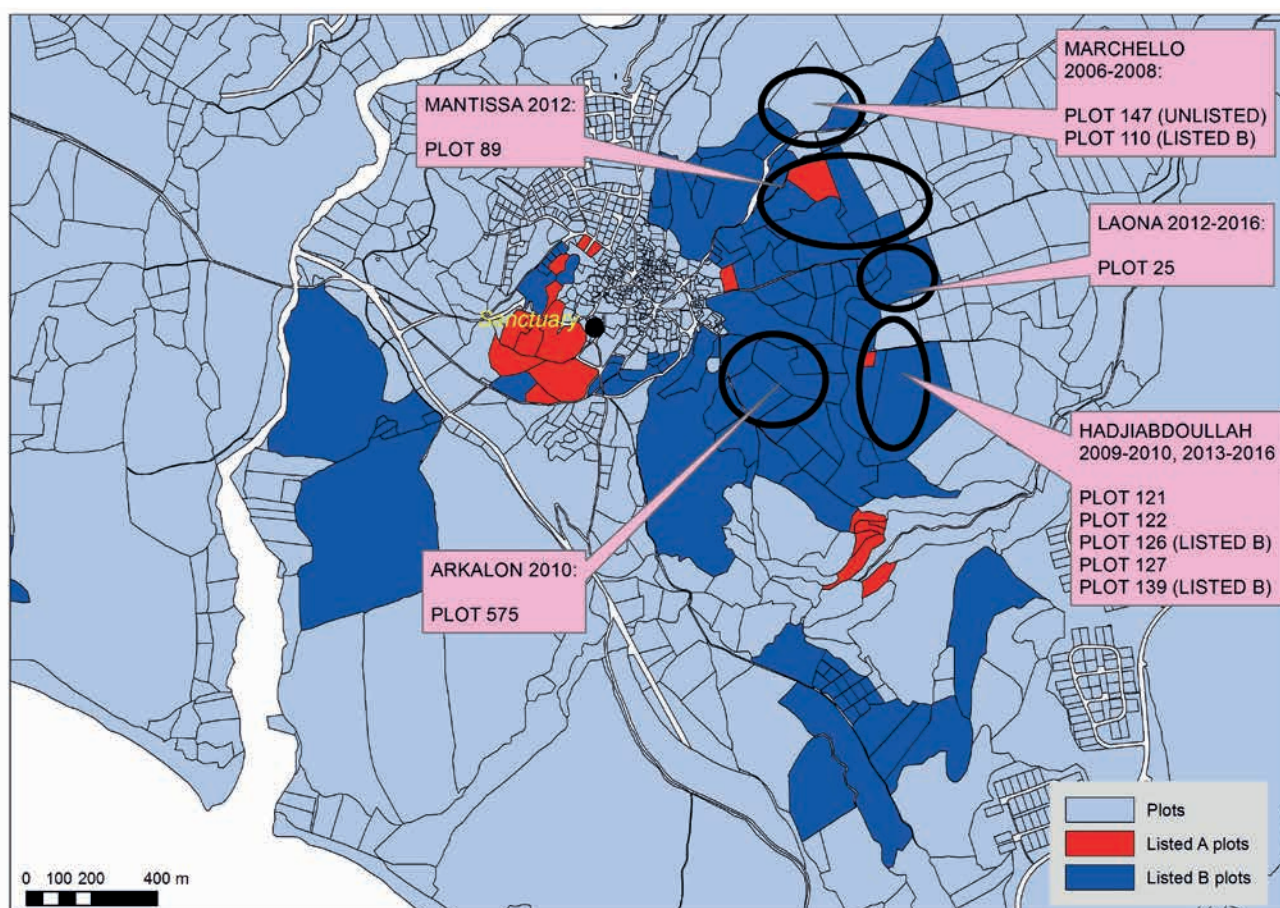 MARCHELLO
2006-2008:
PLOT 147 (UNLISTED)
PLOT 110 (LISTED B)
MANTISSA 2012:
PLOT 89
LAONA 2012-2016:
PLOT 25
Sanctuary
HADJIABDOULLAH
2009-2010, 2013-2016
PLOT 121
PLOT 122
PLOT 126 (LISTED B)
PLOT 127
PLOT 139 (LISTED B)
ARKALON 2010:
PLOT 575
Plots
Listed A plots
Listed B plots
0 100 200 400 m